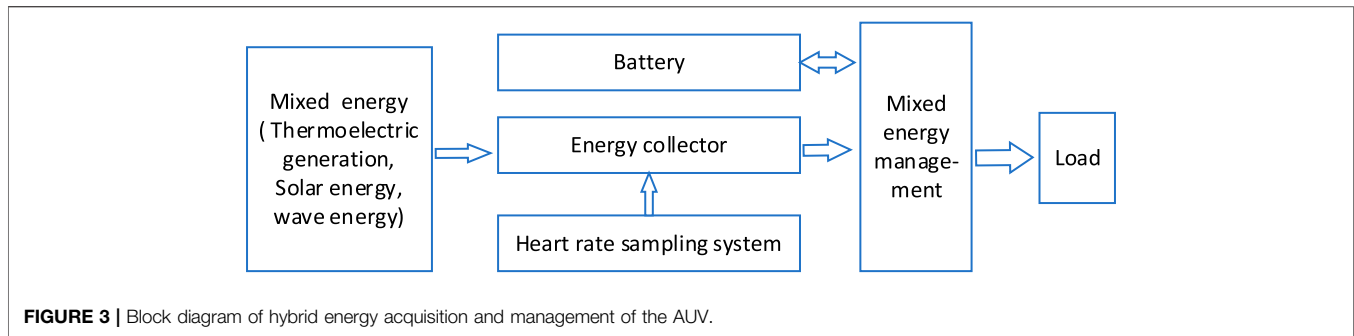 Mixed energy
( Thermoelectric
generation,
Solar energy,
wave energy)
Battery
Energy collector
Heart rate sampling system
Mixed
energy
manage-
ment
Load
FIGURE 3 | Block diagram of hybrid energy acquisition and management of the AUV.